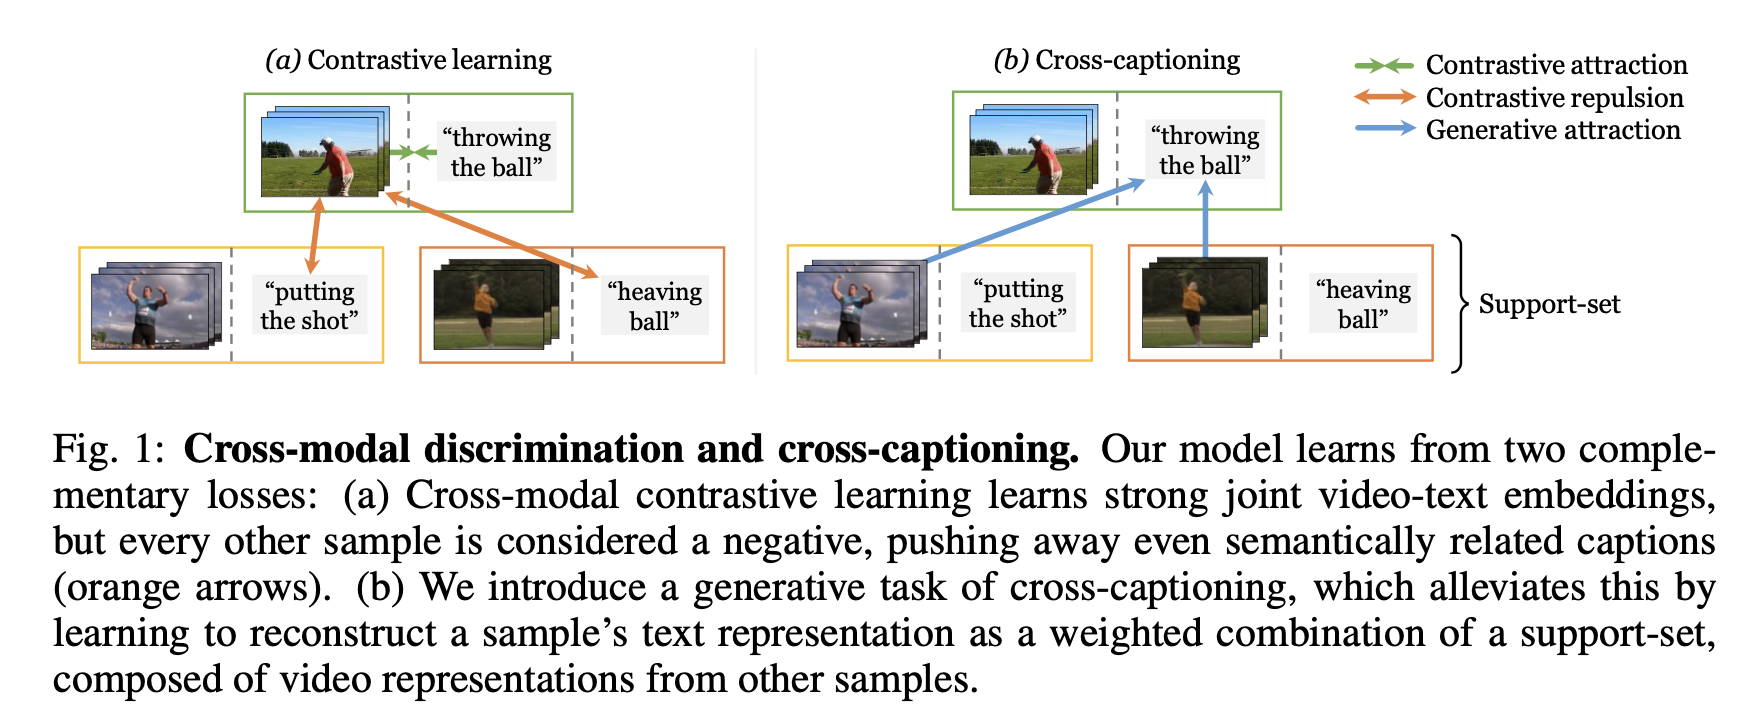 (a) Contrastive learning
“throwing
the ball”
“putting
the shot”
“heaving
ball”
(b) Cross-captioning
“throwing
the ball”
“putting
the shot”
“heaving
ball”
Support-set
Contrastive attraction
Contrastive repulsion
Generative attraction
Fig. 1: Cross-modal discrimination and cross-captioning. Our model learns from two comple-
mentary losses: (a) Cross-modal contrastive learning learns strong joint video-text embeddings,
but every other sample is considered a negative, pushing away even semantically related captions
(orange arrows). (b) We introduce a generative task of cross-captioning, which alleviates this by
learning to reconstruct a sample’s text representation as a weighted combination of a support-set,
composed of video representations from other samples.